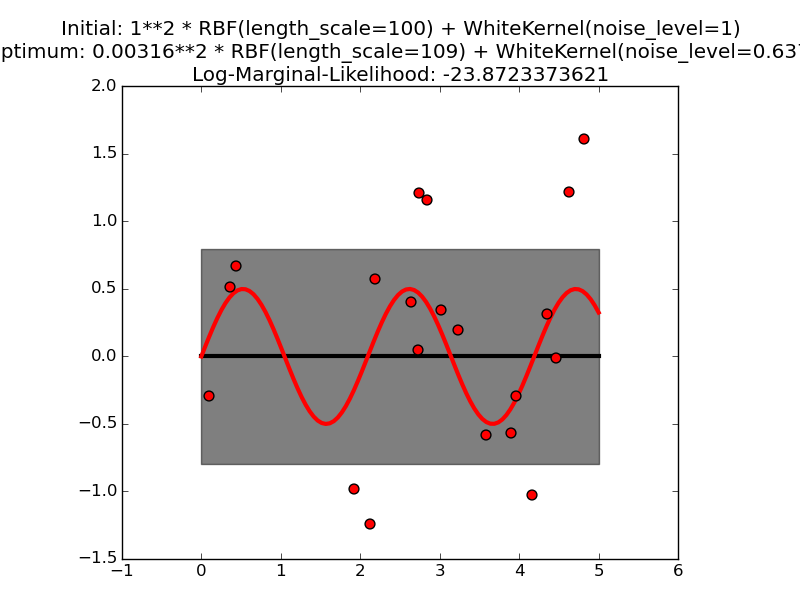 Initial: 1**2 * RBF(length_scale=100) + WhiteKernel(noise_level=1)
ptimum: 0.00316**2 * RBF(length_scale=109) + WhiteKernel(noise_level=0.637
Log-Marginal-Likelihood: -23.8723373621
2.0
1.5
1.0
0.5
0.0
−0.5
−1.0
−1.5
−1 0 1 2 3 4 5 6